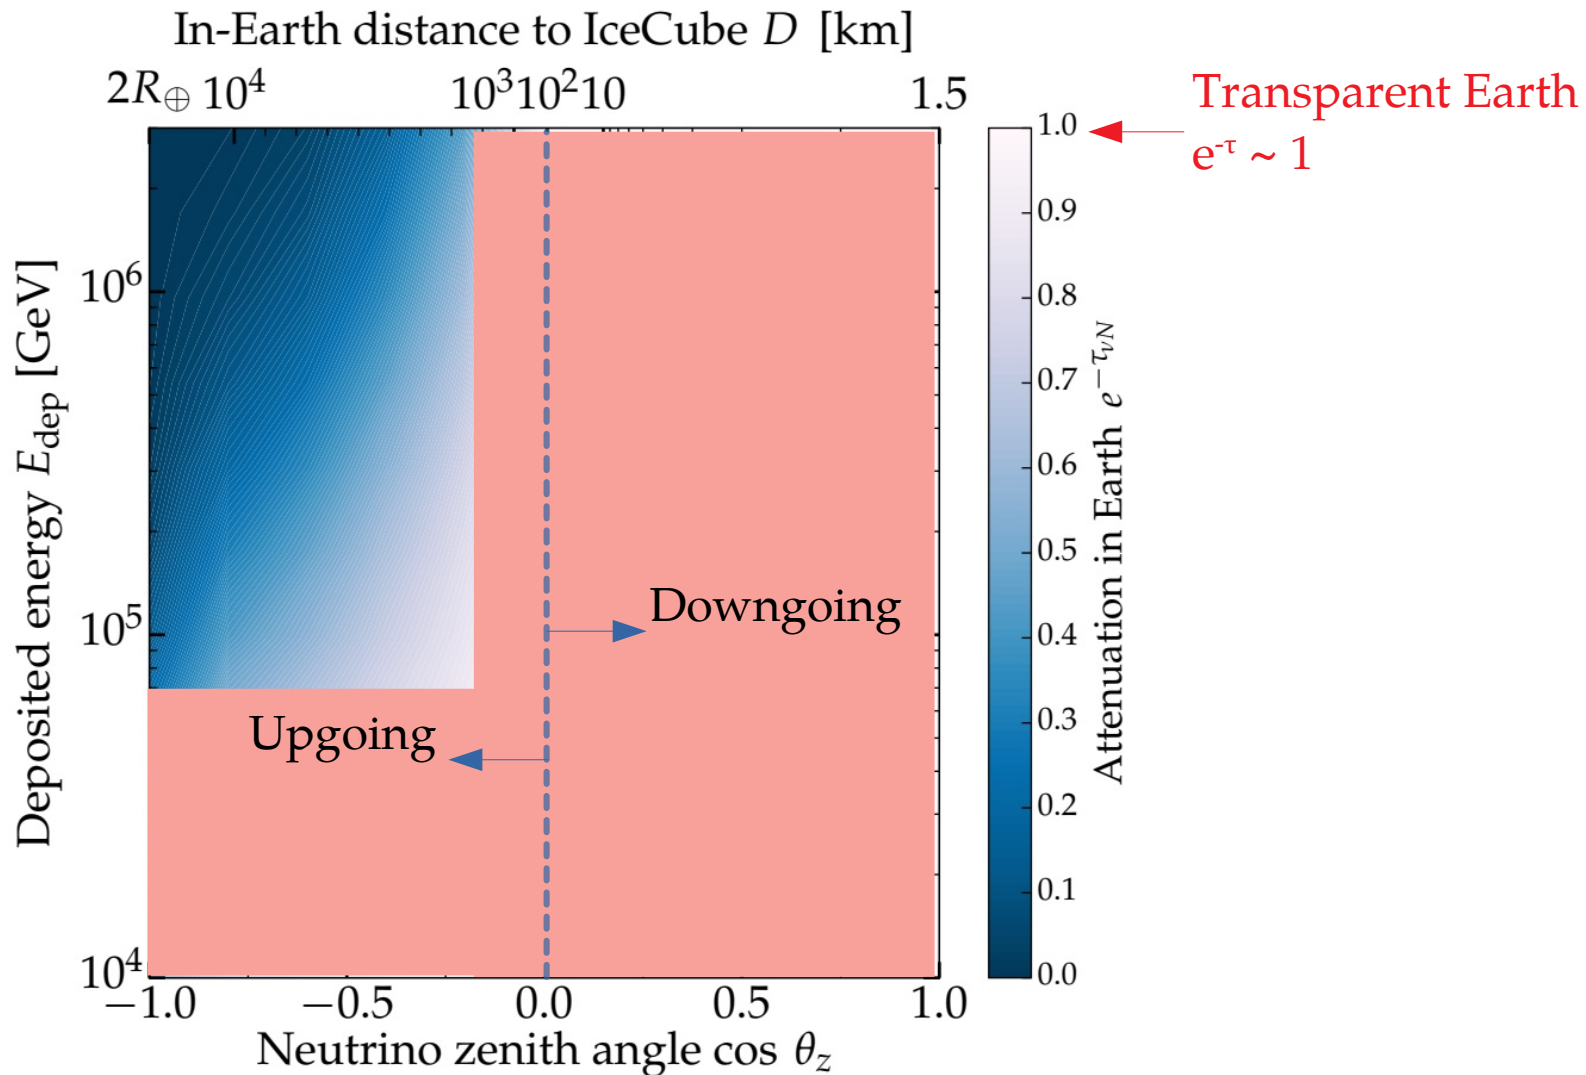 In-Earth distance to IceCube D [km]
2R⊕ 10⁴ 10³10²10 1.5
Transparent Earth
e⁻τ ~ 1
Deposited energy E_dep [GeV]
10⁶
10⁵
10⁴
Downgoing
Upgoing
−1.0 −0.5 0.0 0.5 1.0
Neutrino zenith angle cos θ_z
1.0
0.9
0.8
0.7
0.6
0.5
0.4
0.3
0.2
0.1
0.0
Attenuation in Earth e^−τ_νN